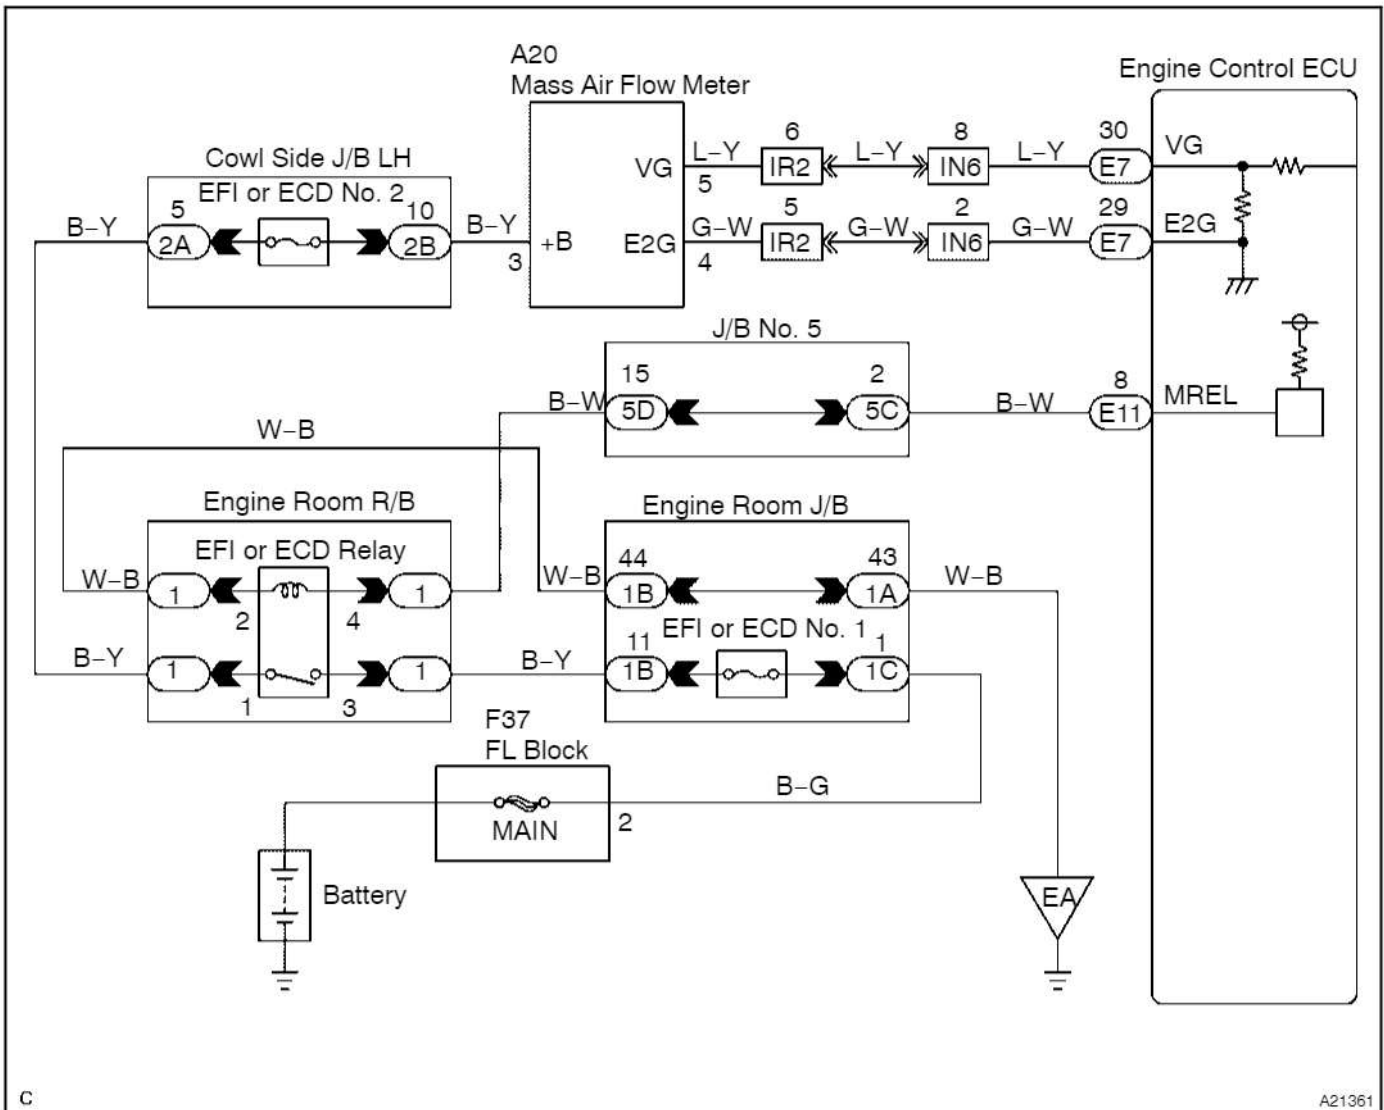 A20
Mass Air Flow Meter
Engine Control ECU
Cowl Side J/B LH
EFI or ECD No. 2
B–Y
5
2A
10
2B
B–Y
3
+B
VG
L–Y
5
6
IR2
L–Y
8
IN6
L–Y
30
E7
VG
E2G
G–W
4
5
IR2
G–W
2
IN6
G–W
29
E7
E2G
J/B No. 5
B–W
15
5D
2
5C
B–W
8
E11
MREL
W–B
Engine Room R/B
EFI or ECD Relay
W–B
1
2
4
1
B–Y
1
1
3
1
B–Y
Engine Room J/B
W–B
44
1B
43
1A
W–B
EFI or ECD No. 1
11
1B
1
1C
F37
FL Block
MAIN
2
B–G
Battery
EA
C
A21361